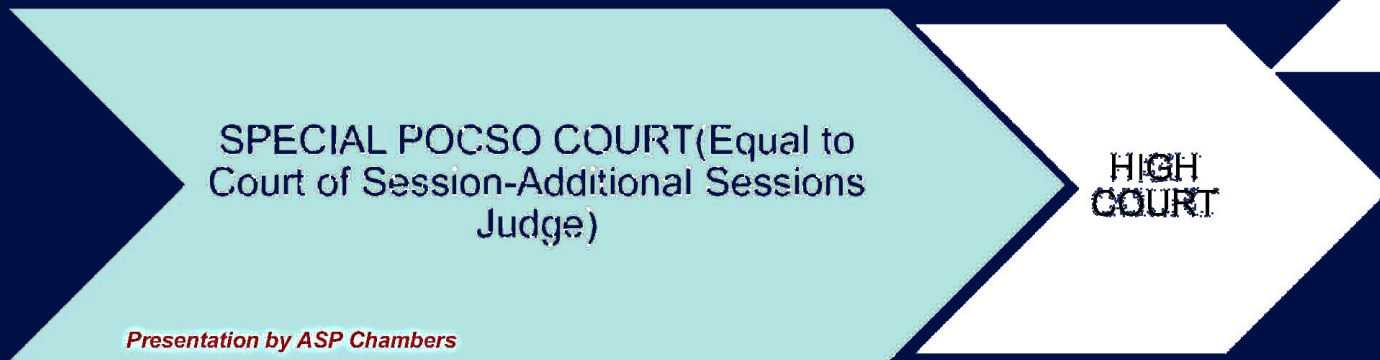 SPECIAL POCSO COURT(Equal to
Court of Session-Additional Sessions
Judge)
HIGH
COURT
Presentation by ASP Chambers